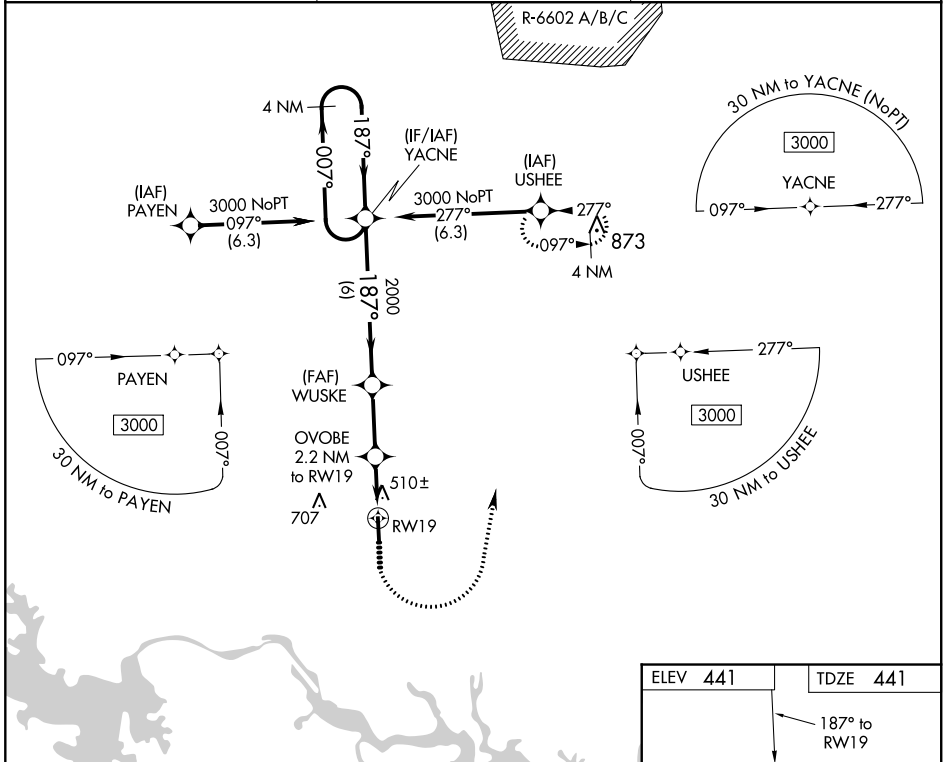 R-6602 A/B/C
4 NM
187°
007°
(IF/IAF)
YACNE
(IAF)
PAYEN
3000 NoPT
097°
(6.3)
3000 NoPT
277°
(6.3)
(IAF)
USHEE
277°
097°
873
4 NM
30 NM to YACNE (NoPT)
3000
YACNE
097°
277°
2000
187°
(6)
097°
PAYEN
3000
007°
30 NM to PAYEN
277°
USHEE
3000
007°
30 NM to USHEE
(FAF)
WUSKE
OVOBE
2.2 NM
to RW19
510±
707
RW19
ELEV 441
TDZE 441
187° to
RW19